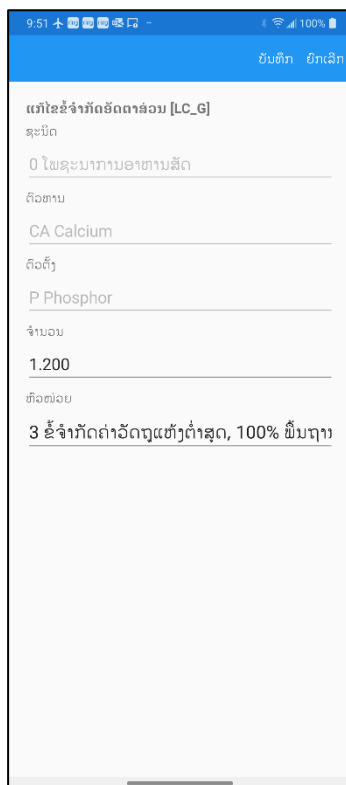 9:51
100%
ບັນທຶກ ຍົກເລີກ
ແກ້ໄຂຂໍ້ຈຳກັດອັດຕາສ່ວນ [LC_G]
ຊະນິດ
0 ໂພຊະນາການອາຫານສັດ
ຕົວຫານ
CA Calcium
ຕົວຕັ້ງ
P Phosphor
ຈຳນວນ
1.200
ຫົວໜ່ວຍ
3 ຂໍ້ຈຳກັດຄ່າວັດຖຸແຫ້ງຕ່ຳສຸດ, 100% ພື້ນຖານ